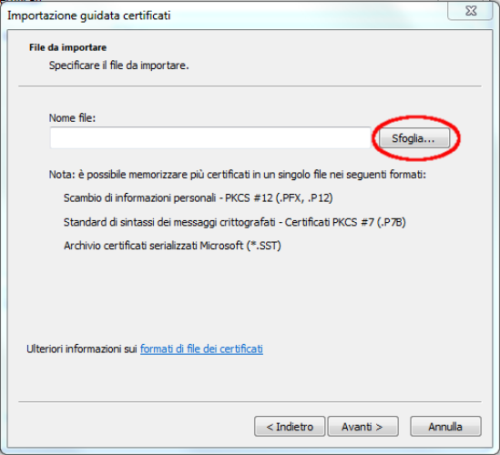 Importazione guidata certificati
File da importare
Specificare il file da importare.
Nome file:
Sfoglia...
Nota: è possibile memorizzare più certificati in un singolo file nei seguenti formati:
Scambio di informazioni personali - PKCS #12 (.PFX, .P12)
Standard di sintassi dei messaggi crittografati - Certificati PKCS #7 (.P7B)
Archivio certificati serializzati Microsoft (*.SST)
Ulteriori informazioni sui formati di file dei certificati
< Indietro Avanti > Annulla